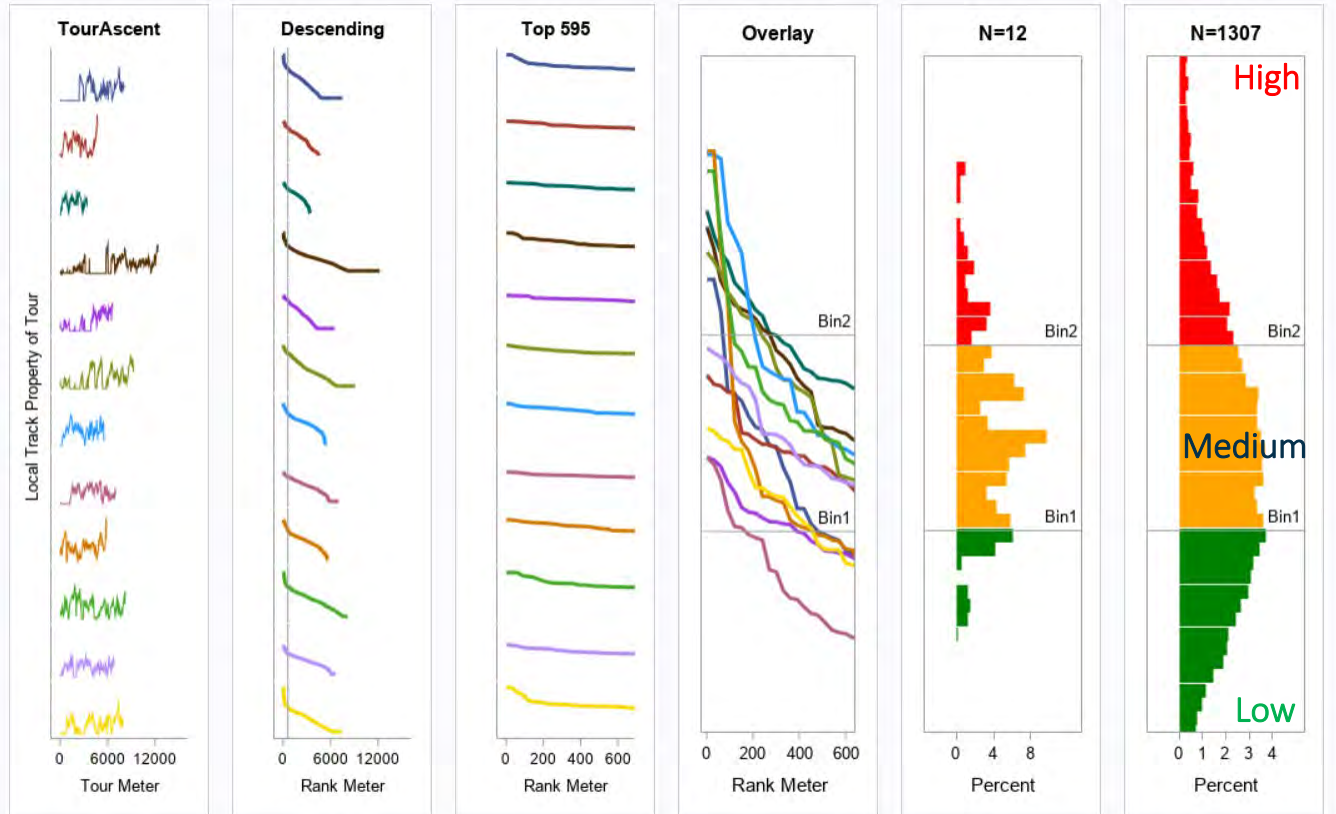 TourAscent
Descending
Top 595
Overlay
N=12
N=1307
Local Track Property of Tour
High
Bin2
Bin2
Bin2
Medium
Bin1
Bin1
Bin1
Low
0 6000 12000
0 6000 12000
0 200 400 600
0 200 400 600
0 4 8
0 1 2 3 4
Tour Meter
Rank Meter
Rank Meter
Rank Meter
Percent
Percent